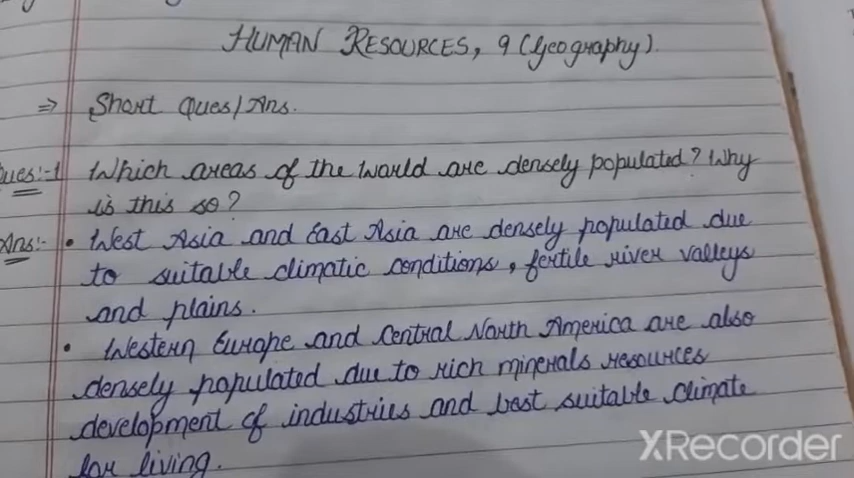 HUMAN RESOURCES, 9 (Geography).
⇒ Short Ques/Ans.
Ques:-1 Which areas of the world are densely populated? Why
is this so?
Ans:- • West Asia and East Asia are densely populated due
to suitable climatic conditions, fertile river valleys
and plains.
• Western Europe and Central North America are also
densely populated due to rich minerals resources
development of industries and best suitable climate
for living.
XRecorder